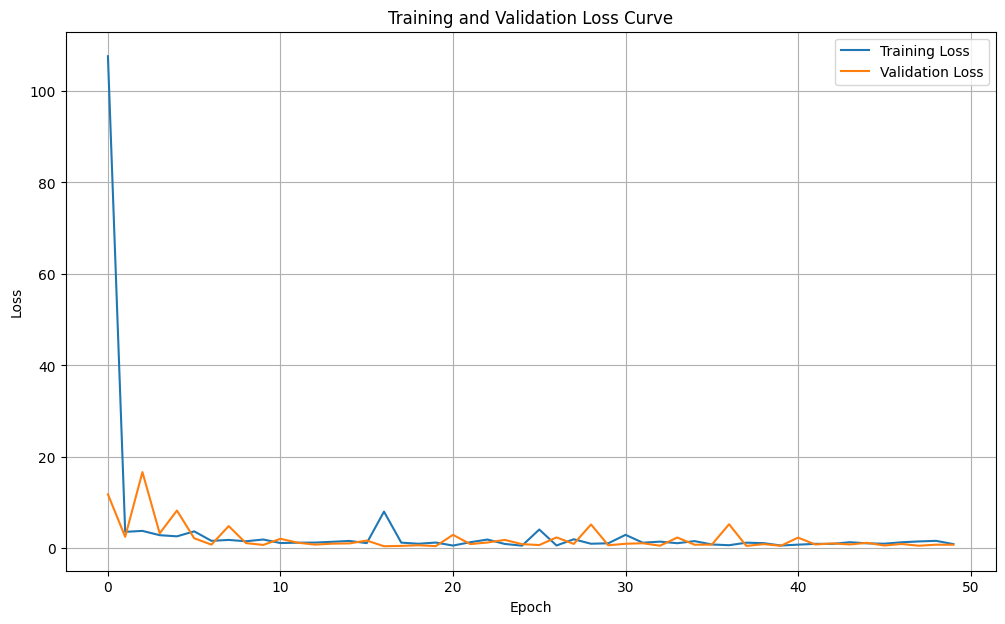 Training and Validation Loss Curve
Training Loss
Validation Loss
100
80
60
40
20
0
Loss
0 10 20 30 40 50
Epoch